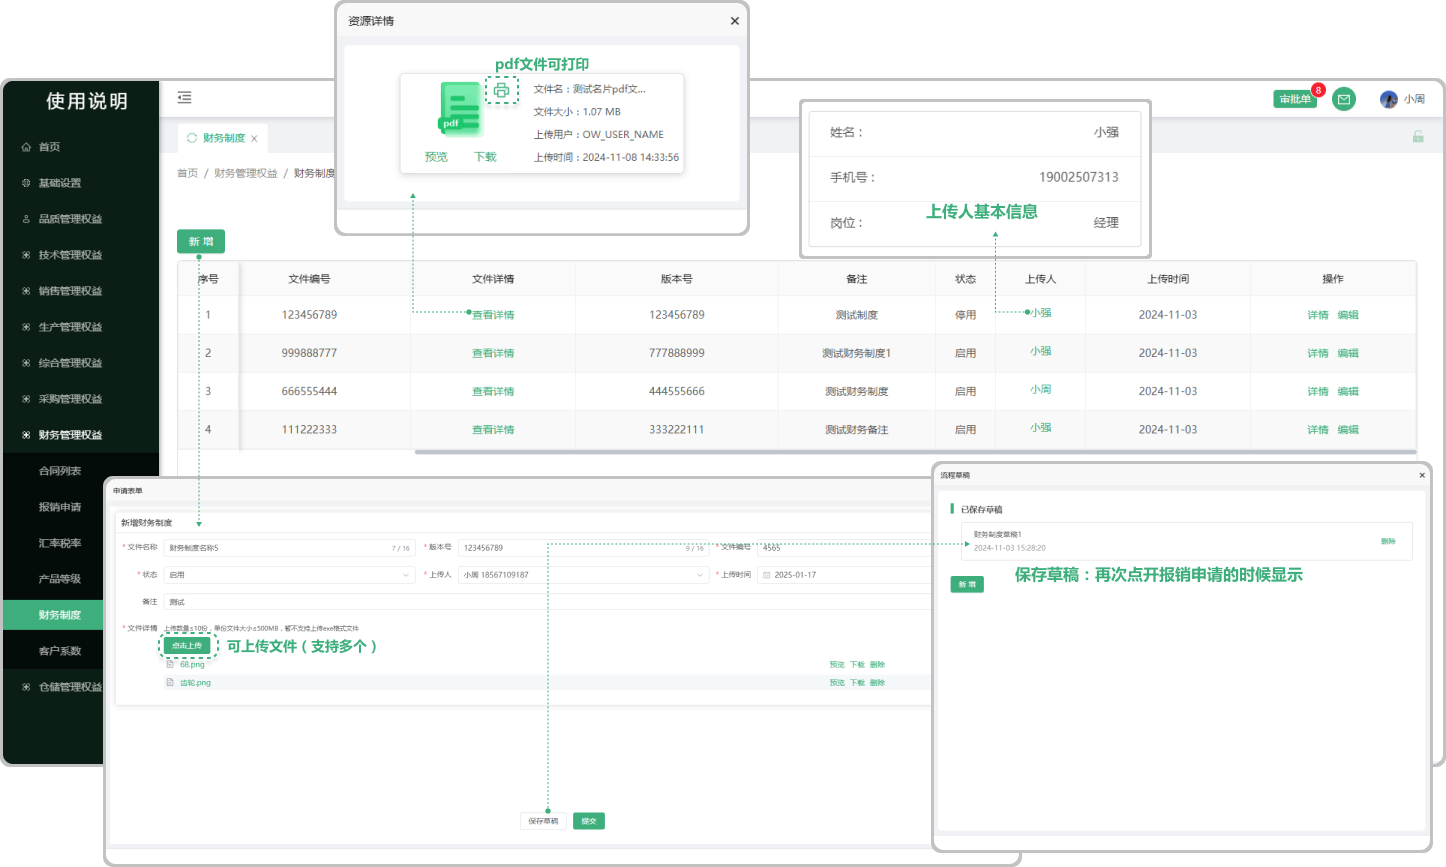 资源详情
pdf文件可打印
pdf
预览 下载
文件名：测试名片pdf文...
文件大小：1.07 MB
上传用户：OW_USER_NAME
上传时间：2024-11-08 14:33:56
使用说明
首页
基础设置
品质管理权益
技术管理权益
销售管理权益
生产管理权益
综合管理权益
采购管理权益
财务管理权益
合同列表
报销申请
汇率税率
产品等级
财务制度
客户系数
仓储管理权益
审批单 8 小周
财务制度
首页 / 财务管理权益 / 财务制度
姓名： 小强
手机号： 19002507313
上传人基本信息
岗位： 经理
新 增
序号 文件编号 文件详情 版本号 备注 状态 上传人 上传时间 操作
1 123456789 查看详情 123456789 测试制度 停用 小强 2024-11-03 详情 编辑
2 999888777 查看详情 777888999 测试财务制度1 启用 小强 2024-11-03 详情 编辑
3 666555444 查看详情 444555666 测试财务制度 启用 小周 2024-11-03 详情 编辑
4 111222333 查看详情 333222111 测试财务备注 启用 小强 2024-11-03 详情 编辑
申请表单
新增财务制度
* 文件名称 财务制度名称5 7 / 16 * 版本号 123456789 9 / 16 * 文件编号 4565
* 状态 启用 * 上传人 小周 18567109187 * 上传时间 2025-01-17
备注 测试
* 文件详情 上传数量≤10份，单份文件大小≤500MB，暂不支持上传exe格式文件
点击上传 可上传文件（支持多个）
68.png 预览 下载 删除
齿轮.png 预览 下载 删除
保存草稿 提交
流程草稿
已保存草稿
财务制度草稿1
2024-11-03 15:28:20 删除
新 增
保存草稿：再次点开报销申请的时候显示